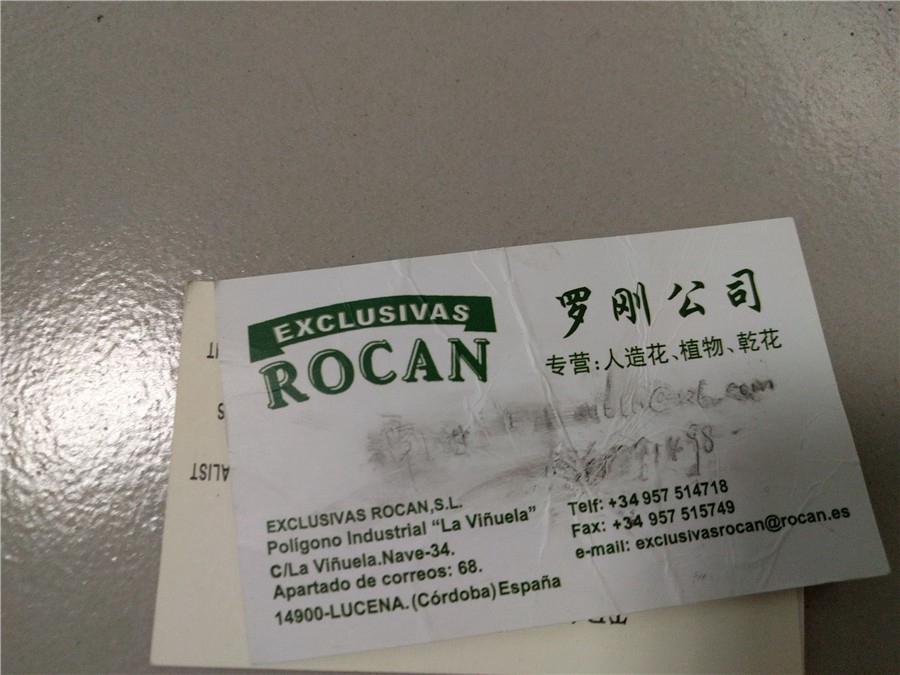 EXCLUSIVAS
ROCAN
罗刚公司
专营:人造花、植物、乾花
EXCLUSIVAS ROCAN,S.L.
Polígono Industrial “La Viñuela”
C/La Viñuela.Nave-34.
Apartado de correos: 68.
14900-LUCENA. (Córdoba) España
Telf: +34 957 514718
Fax: +34 957 515749
e-mail: exclusivasrocan@rocan.es
ALIST